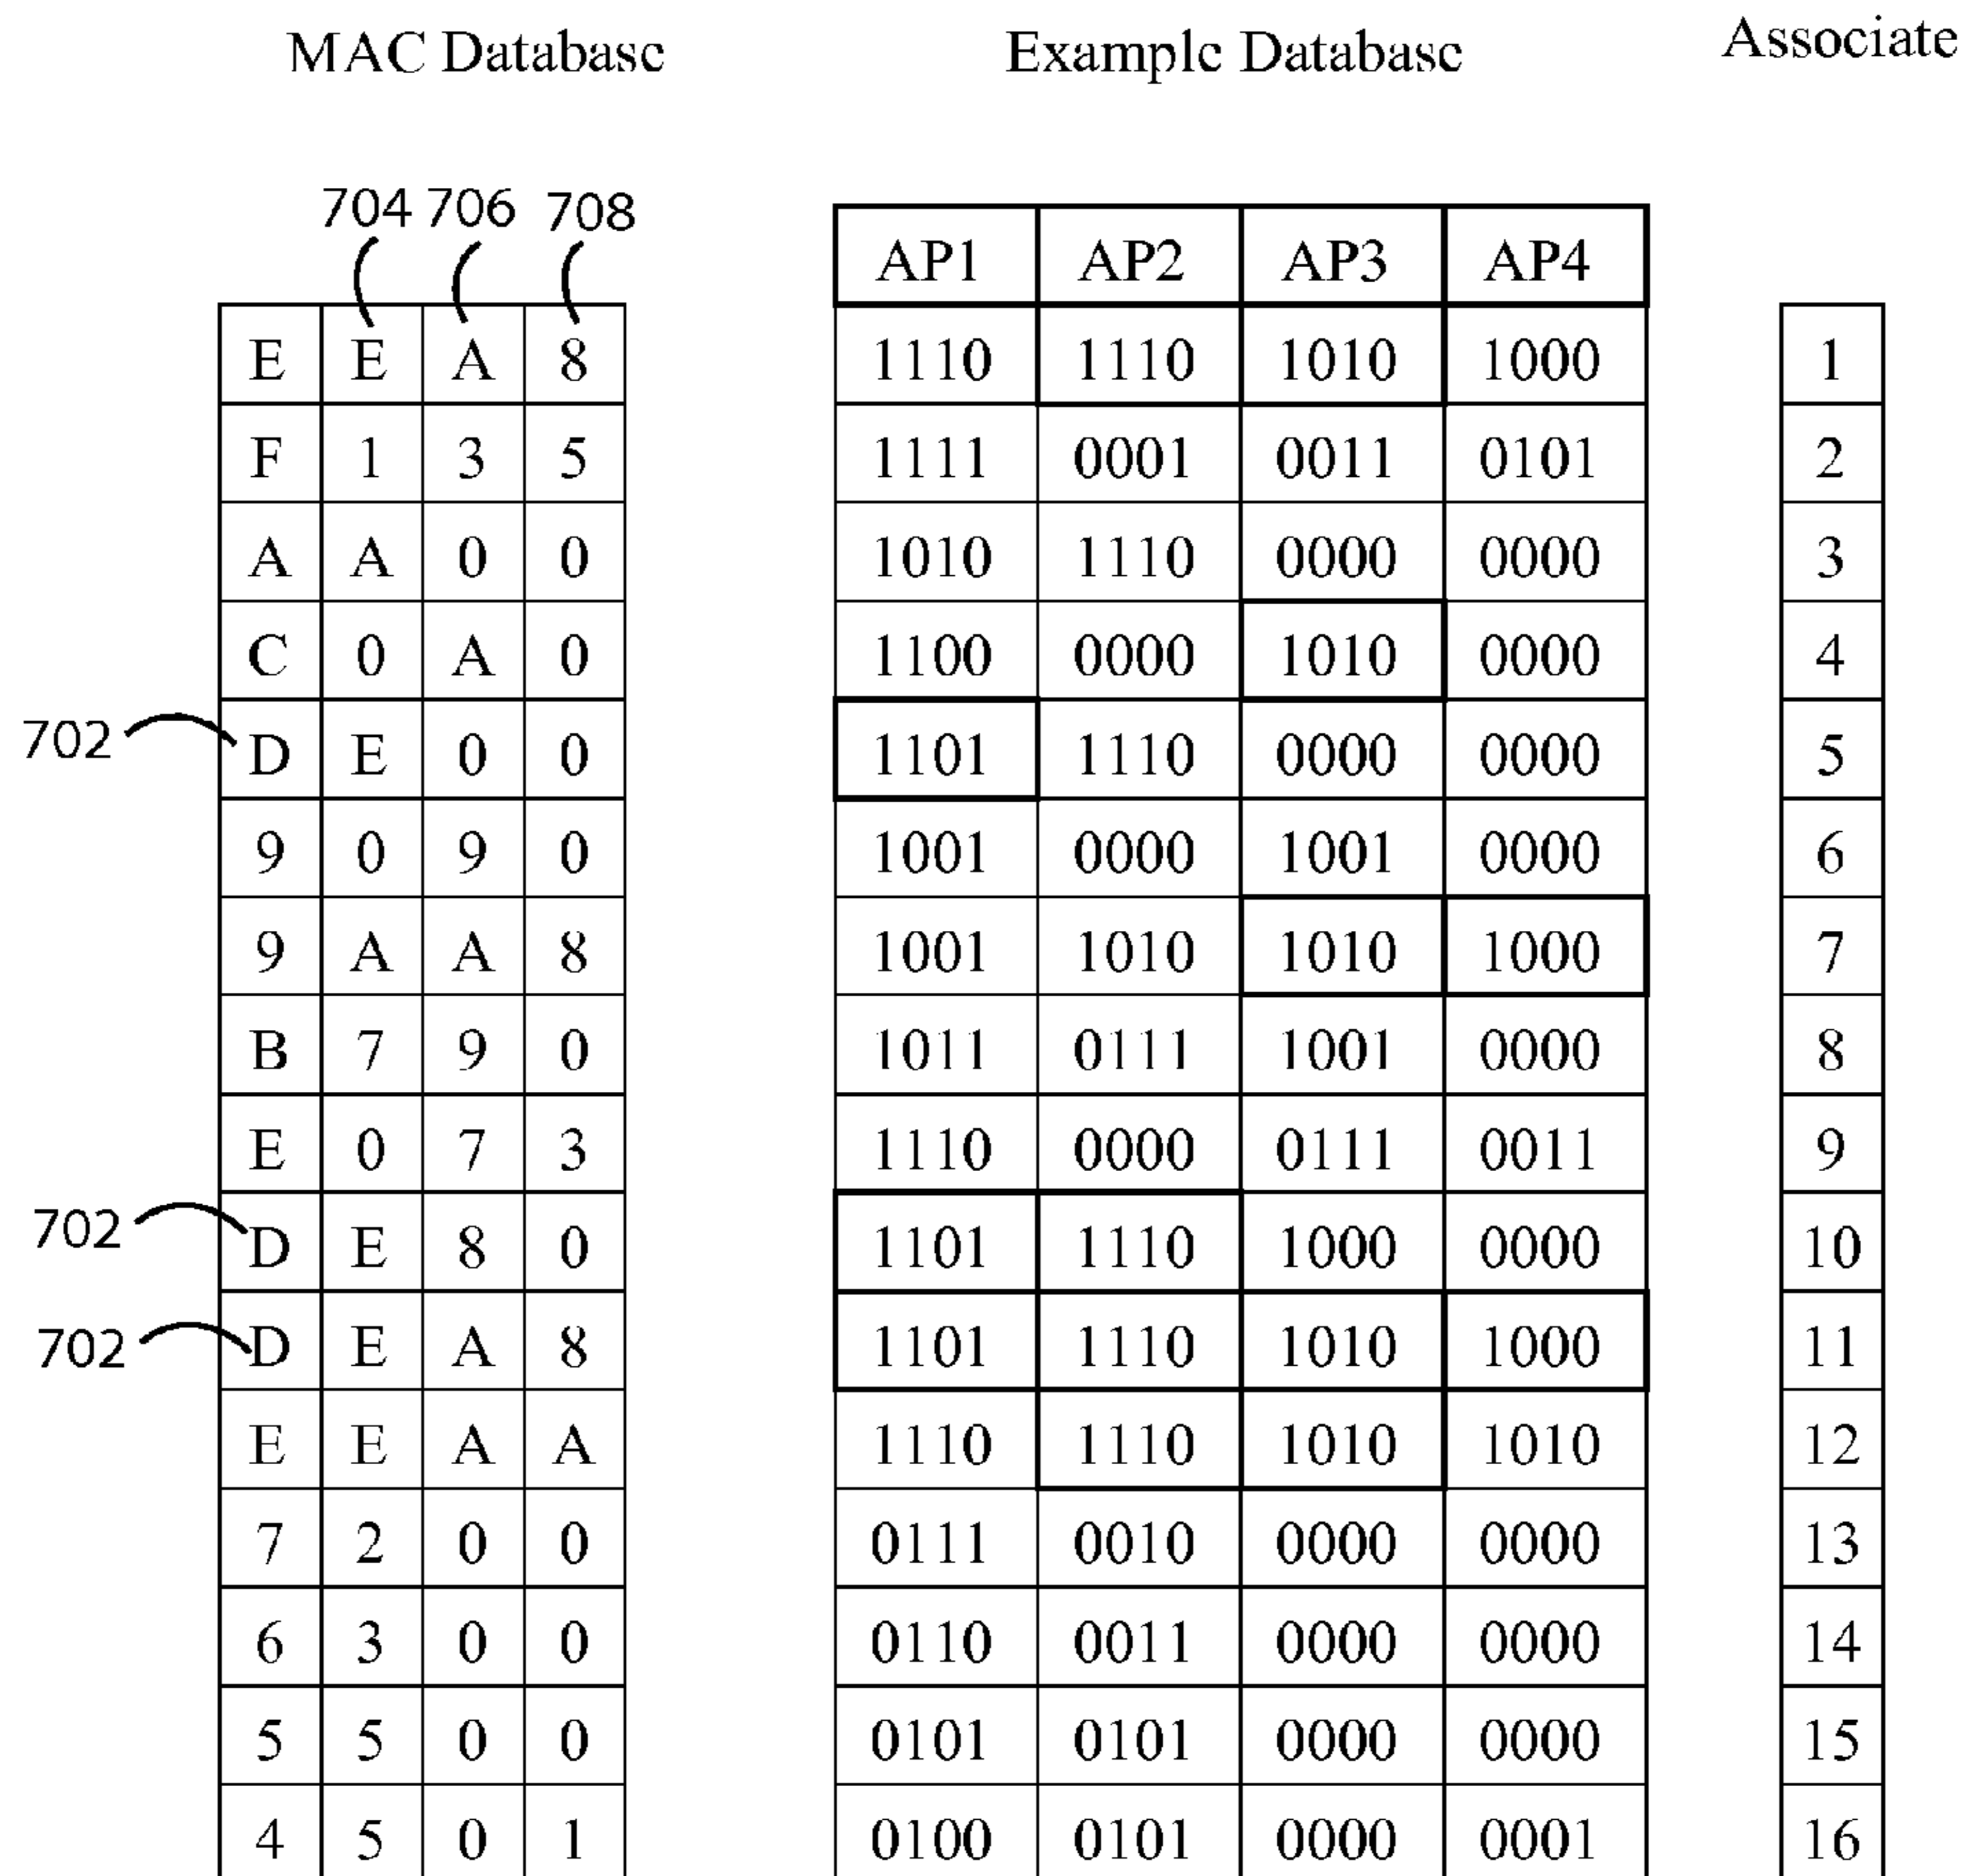 MAC Database Example Database Associate
704 706 708
AP1 AP2 AP3 AP4
E E A 8 1110 1110 1010 1000 1
F 1 3 5 1111 0001 0011 0101 2
A A 0 0 1010 1110 0000 0000 3
C 0 A 0 1100 0000 1010 0000 4
702 D E 0 0 1101 1110 0000 0000 5
9 0 9 0 1001 0000 1001 0000 6
9 A A 8 1001 1010 1010 1000 7
B 7 9 0 1011 0111 1001 0000 8
E 0 7 3 1110 0000 0111 0011 9
702 D E 8 0 1101 1110 1000 0000 10
702 D E A 8 1101 1110 1010 1000 11
E E A A 1110 1110 1010 1010 12
7 2 0 0 0111 0010 0000 0000 13
6 3 0 0 0110 0011 0000 0000 14
5 5 0 0 0101 0101 0000 0000 15
4 5 0 1 0100 0101 0000 0001 16